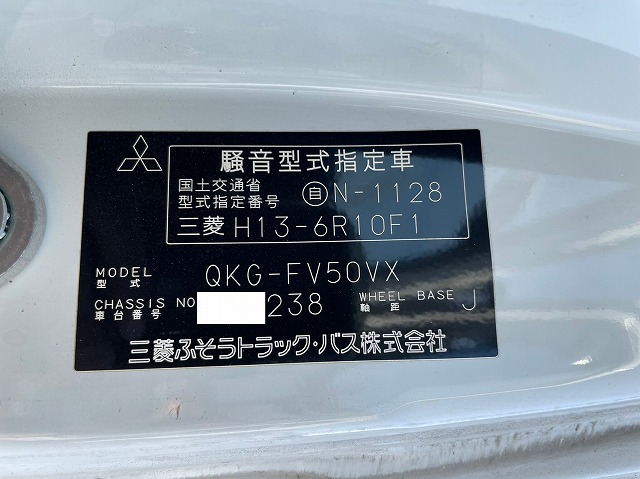 騒音型式指定車
国土交通省
型式指定番号 自 N-1128
三菱 H13-6R10F1
MODEL 型式 QKG-FV50VX
CHASSIS NO 車台番号 238 WHEEL BASE 軸距 J
三菱ふそうトラック・バス株式会社